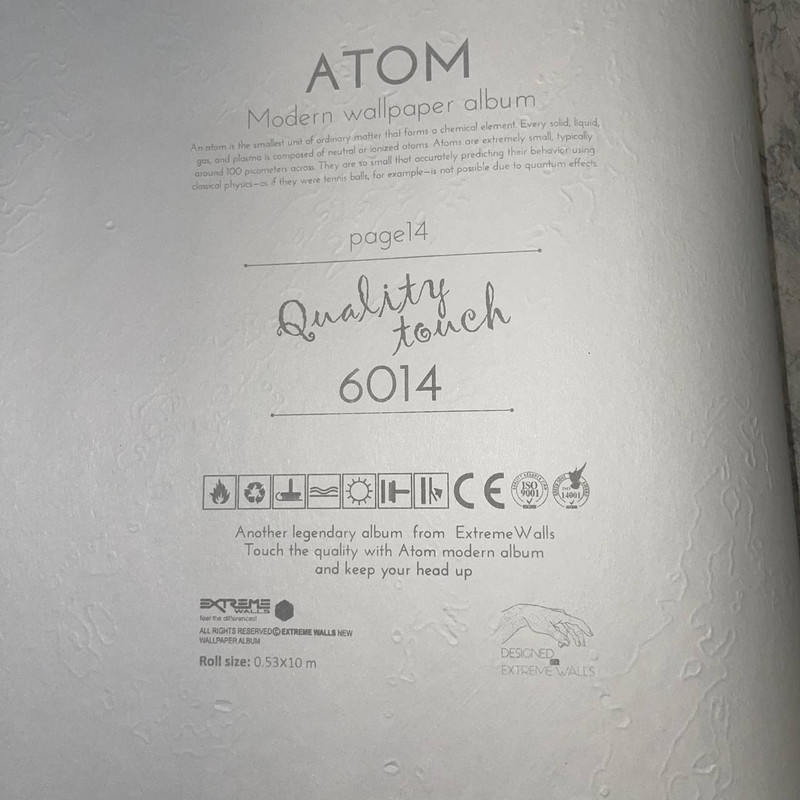 ATOM
Modern wallpaper album
An atom is the smallest unit of ordinary matter that forms a chemical element. Every solid, liquid,
gas, and plasma is composed of neutral or ionized atoms. Atoms are extremely small, typically
around 100 picometers across. They are so small that accurately predicting their behavior using
classical physics—as if they were tennis balls, for example—is not possible due to quantum effects.
page14
Quality
touch
6014
CE
ISO
9001
ISO
14001
Another legendary album from ExtremeWalls
Touch the quality with Atom modern album
and keep your head up
EXTREME
WALLS
feel the differences!
ALL RIGHTS RESERVED©EXTREME WALLS NEW
WALLPAPER ALBUM
Roll size: 0.53X10 m
DESIGNED
EXTREME WALLS